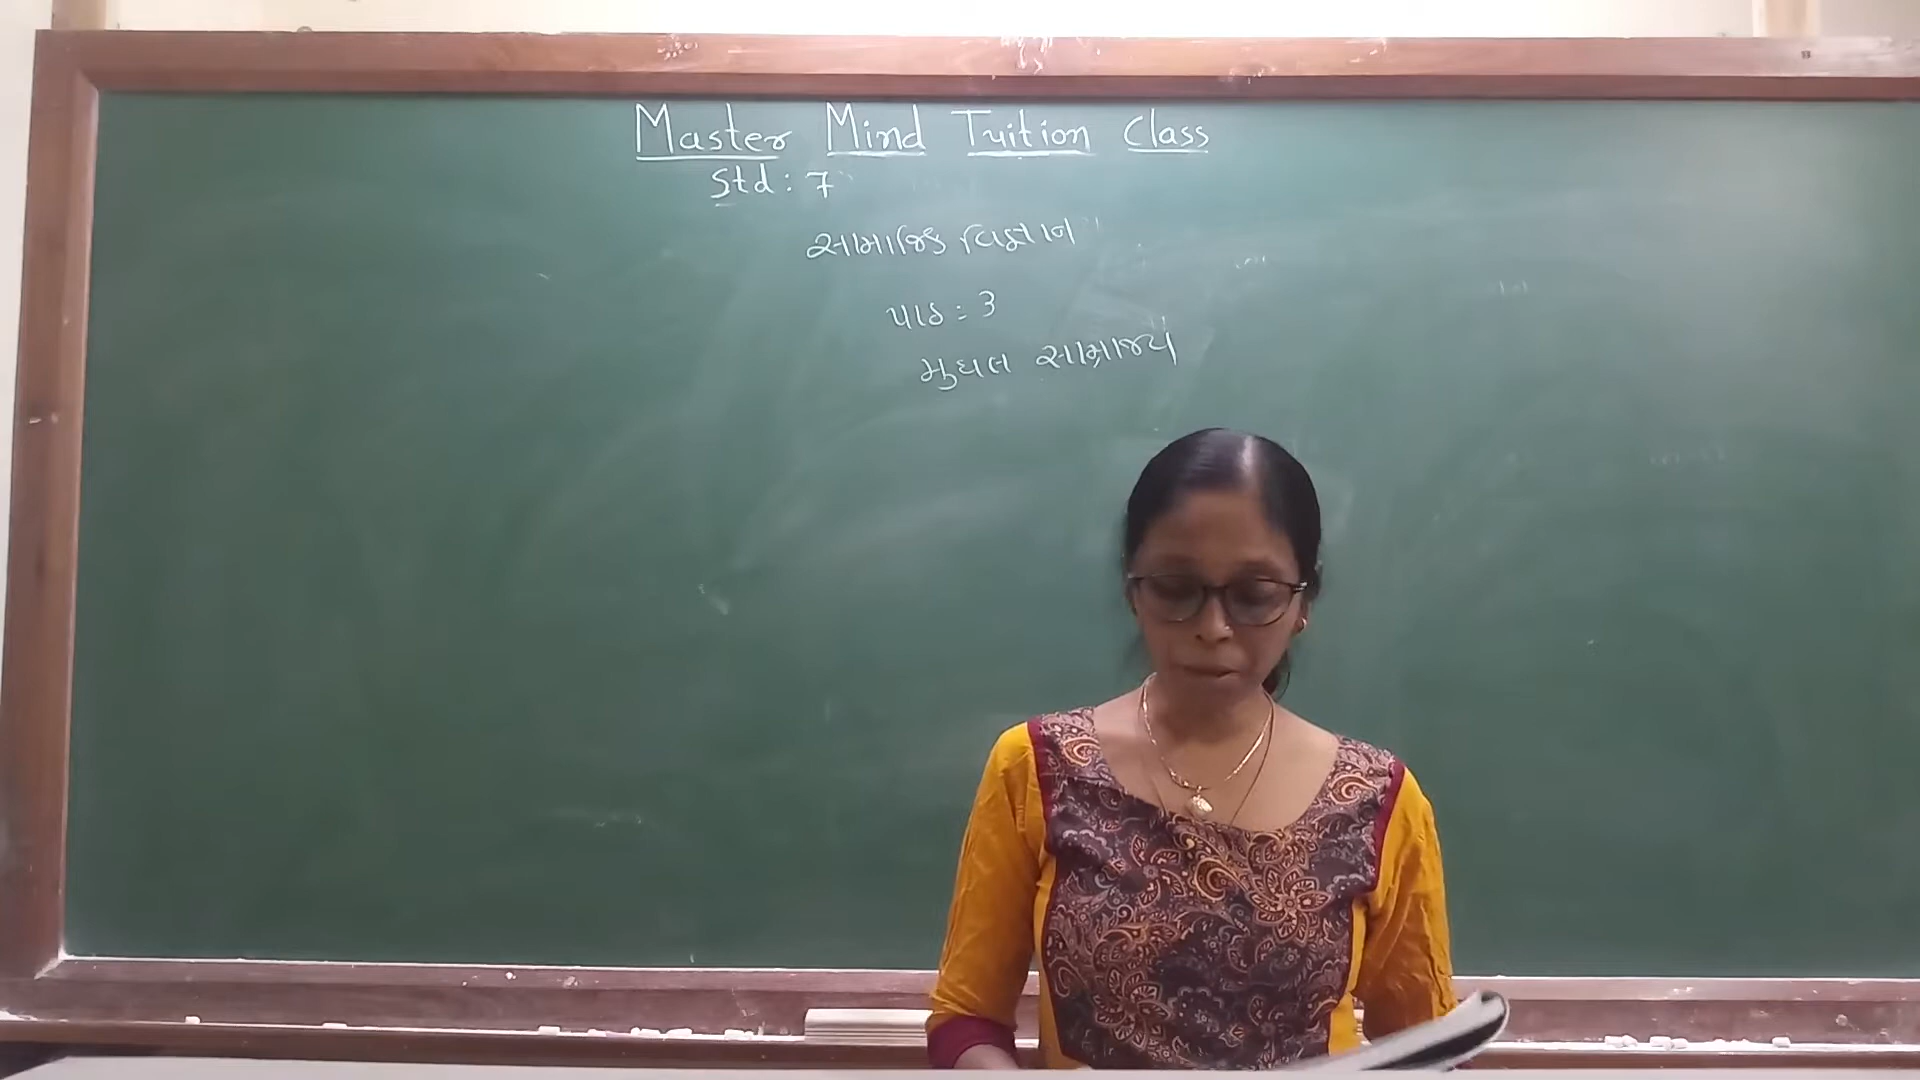 Master Mind Tuition Class
Std : 7
સામાજિક વિજ્ઞાન
પાઠ : 3
મુઘલ સામ્રાજ્ય